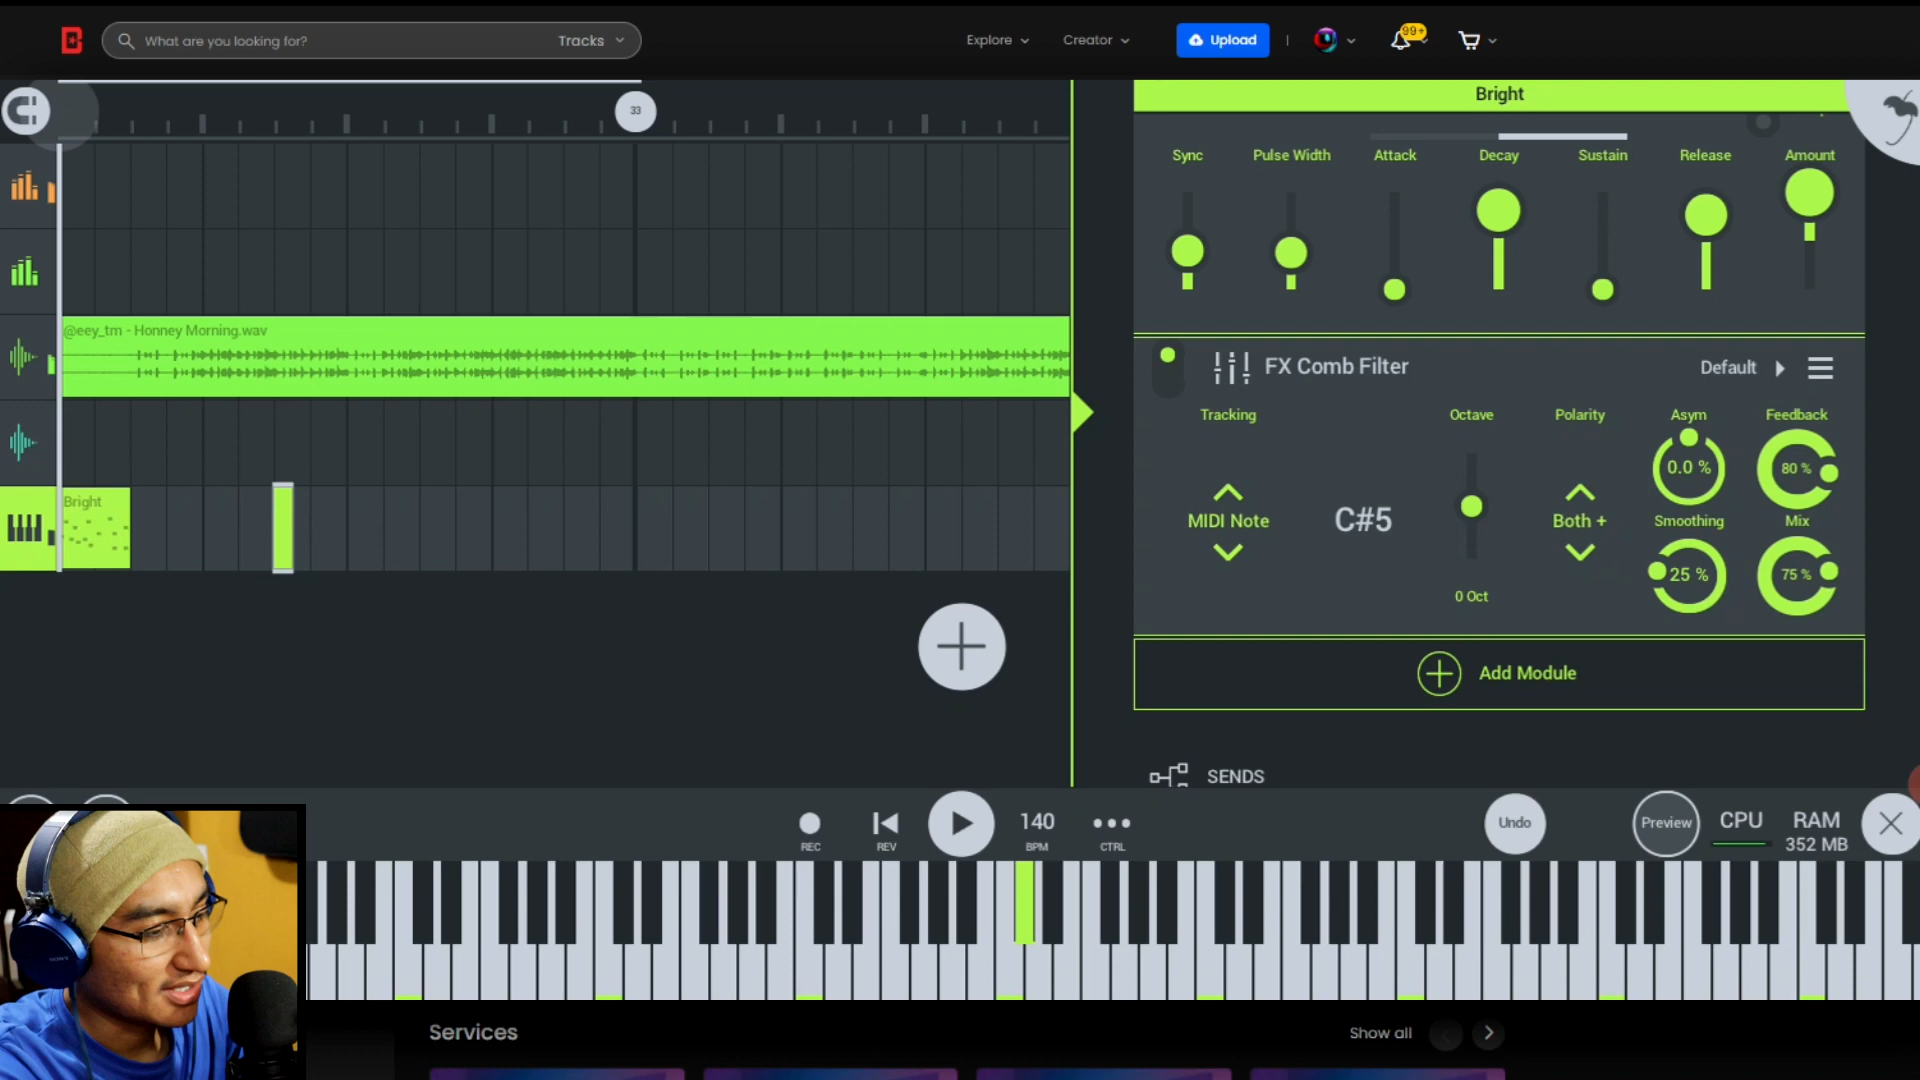 What are you looking for?
Tracks
Explore
Creator
Upload
99+
33
Bright
Sync
Pulse Width
Attack
Decay
Sustain
Release
Amount
@eey_tm - Honney Morning.wav
FX Comb Filter
Default
Tracking
Octave
Polarity
Asym
Feedback
0.0 %
80 %
MIDI Note
C#5
Both +
Smoothing
Mix
25 %
75 %
0 Oct
Bright
Add Module
SENDS
REC
REV
140
BPM
CTRL
Undo
Preview
CPU
RAM
352 MB
SONY
Services
Show all